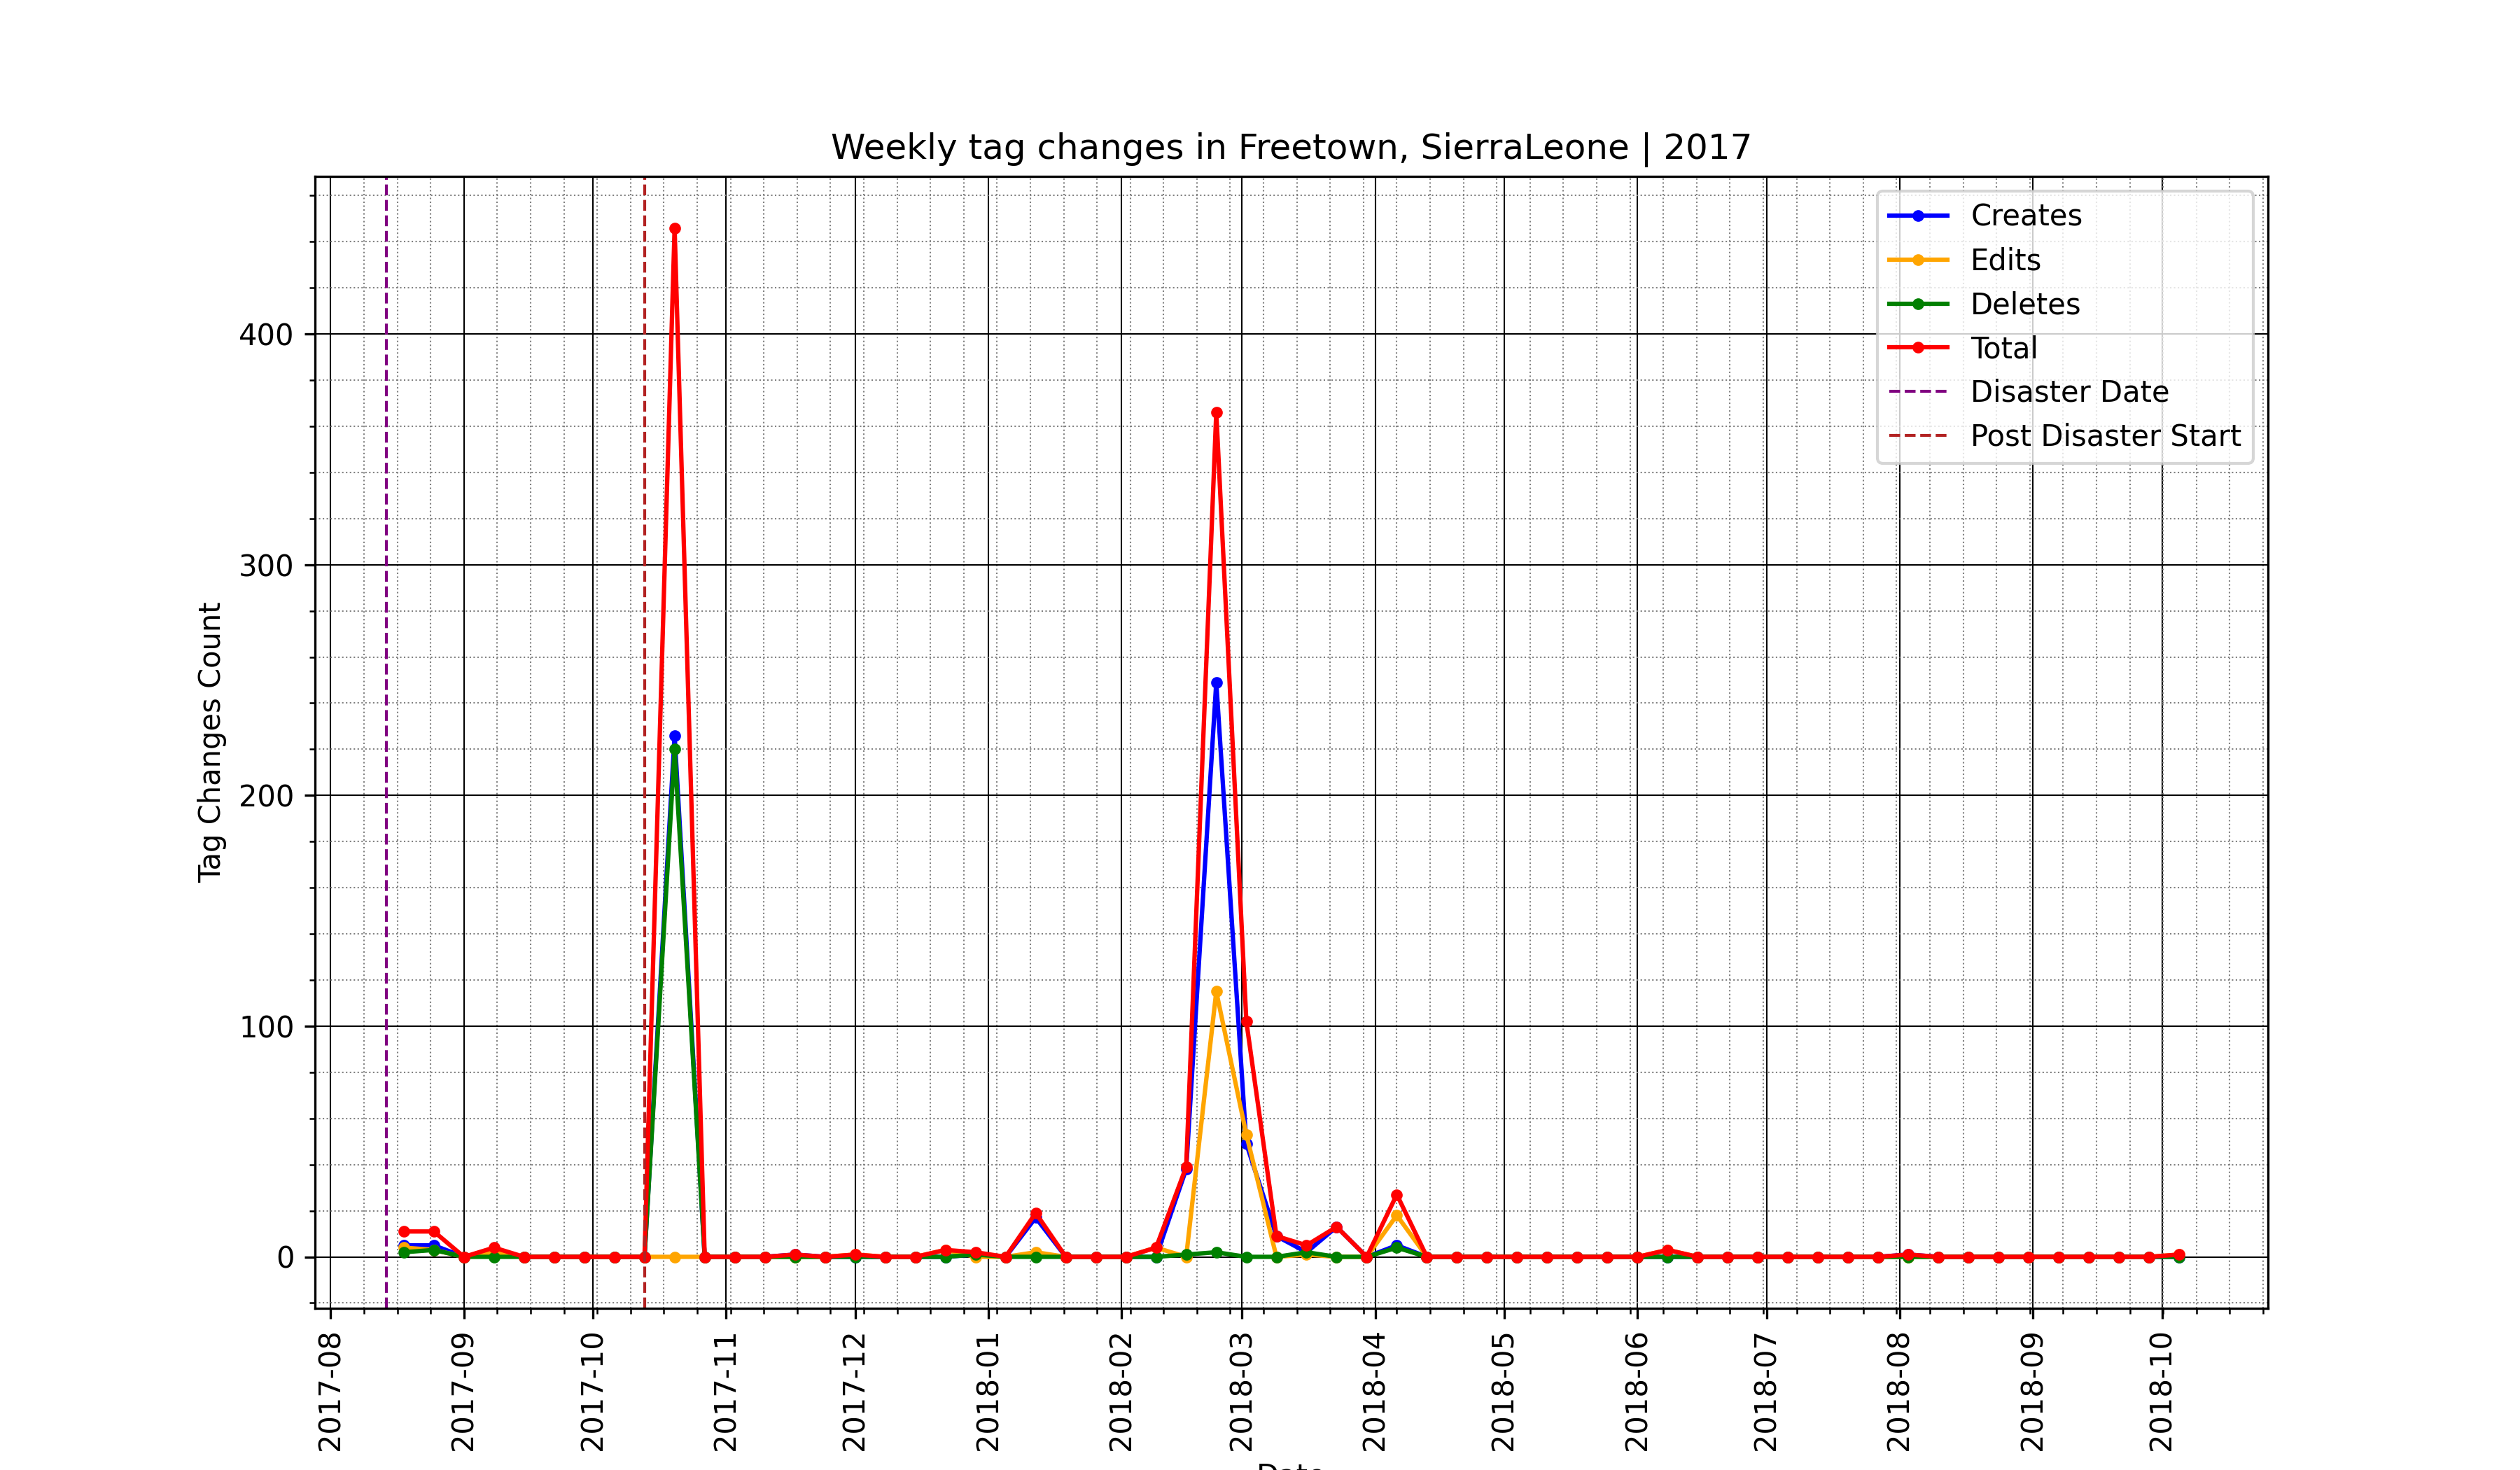 Weekly tag changes in Freetown, SierraLeone | 2017
Creates
Edits
Deletes
Total
Disaster Date
Post Disaster Start
Tag Changes Count
400
300
200
100
0
2017-08
2017-09
2017-10
2017-11
2017-12
2018-01
2018-02
2018-03
2018-04
2018-05
2018-06
2018-07
2018-08
2018-09
2018-10
Date